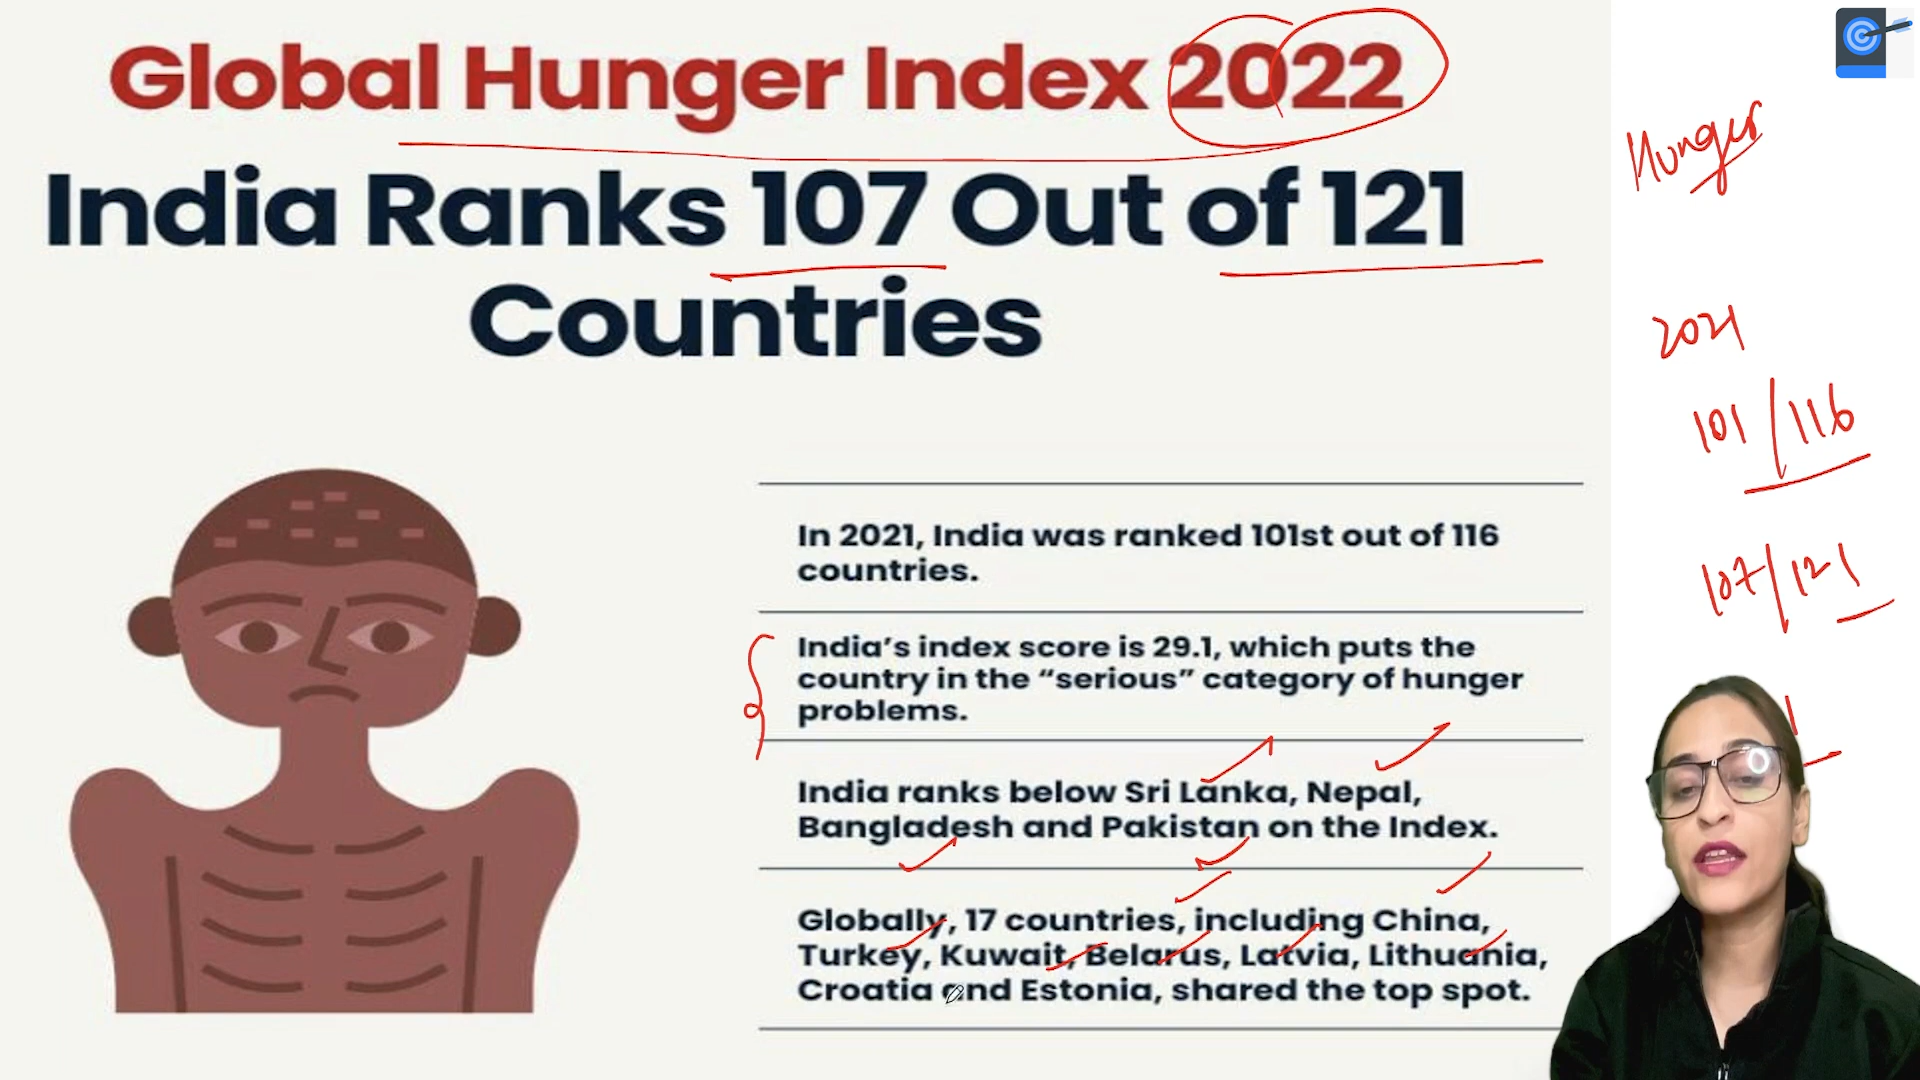 Global Hunger Index 2022
India Ranks 107 Out of 121
Countries
In 2021, India was ranked 101st out of 116
countries.
India’s index score is 29.1, which puts the
country in the “serious” category of hunger
problems.
India ranks below Sri Lanka, Nepal,
Bangladesh and Pakistan on the Index.
Globally, 17 countries, including China,
Turkey, Kuwait, Belarus, Latvia, Lithuania,
Croatia and Estonia, shared the top spot.
Hunger
2021
101/116
107/121